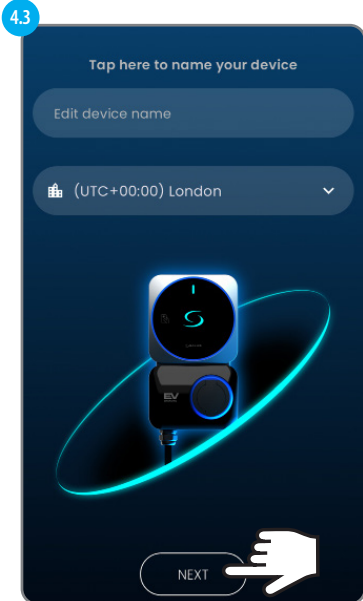 4.3
Tap here to name your device
Edit device name
(UTC+00:00) London
EV
NEXT